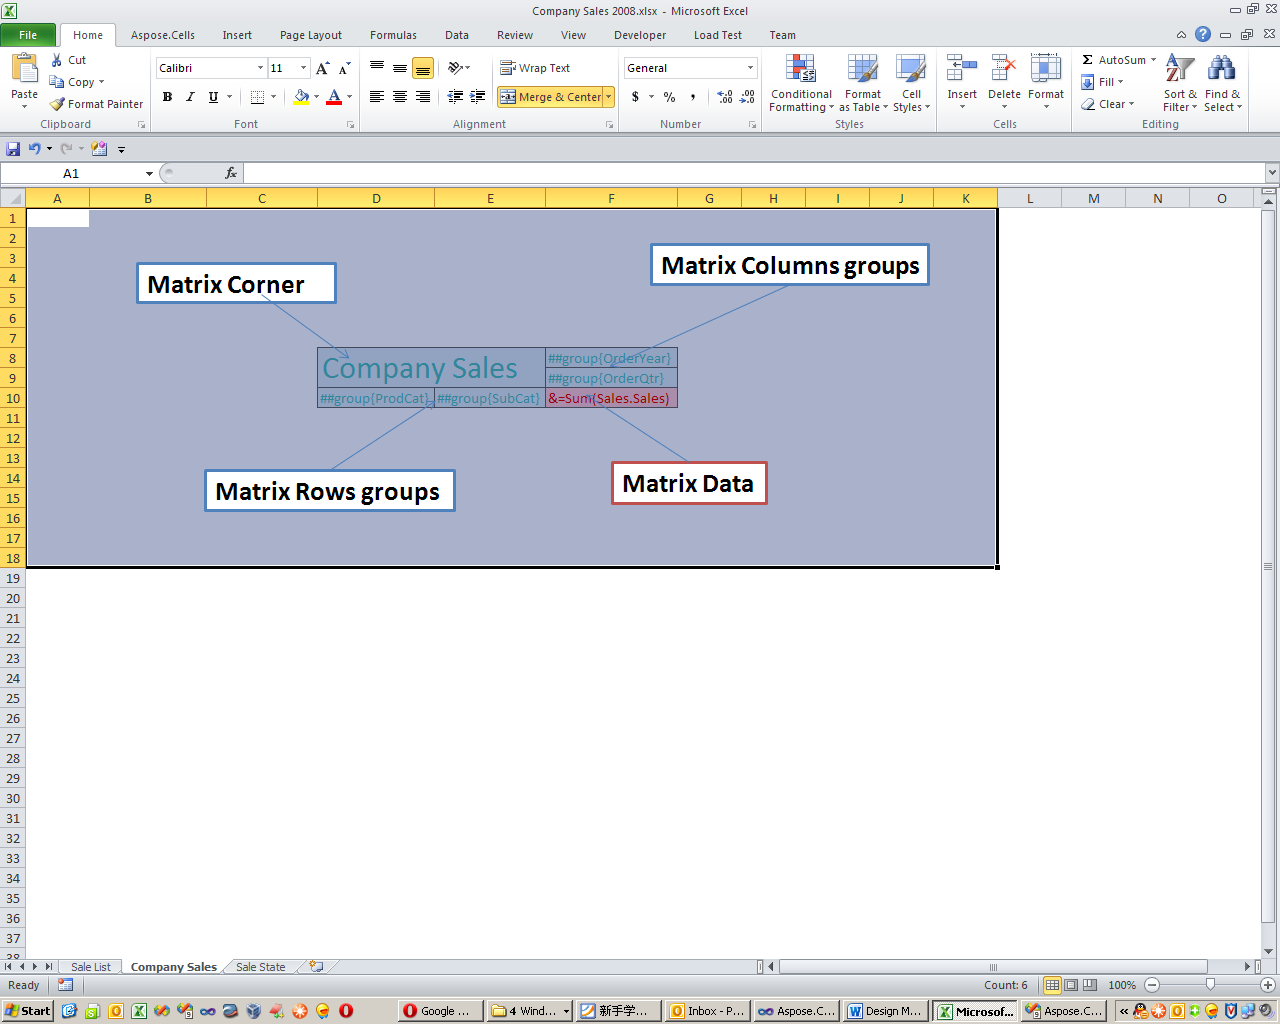 Company Sales 2008.xlsx - Microsoft Excel
File Home Aspose.Cells Insert Page Layout Formulas Data Review View Developer Load Test Team
Paste
Cut
Copy
Format Painter
Clipboard
Calibri 11
B I U
Font
Wrap Text
Merge & Center
Alignment
General
$ % ,
Number
Conditional Formatting
Format as Table
Cell Styles
Styles
Insert Delete Format
Cells
Σ AutoSum
Fill
Clear
Sort & Filter
Find & Select
Editing
A1 fx
A B C D E F G H I J K L M N O
1
2
3
4
5
6
7
8
9
10
11
12
13
14
15
16
17
18
19
20
21
22
23
24
25
26
27
28
29
30
31
32
33
34
35
36
37
38
Matrix Corner
Matrix Columns groups
Company Sales
##group{OrderYear}
##group{OrderQtr}
##group{ProdCat} ##group{SubCat} &=Sum(Sales.Sales)
Matrix Rows groups
Matrix Data
Sale List Company Sales Sale State
Ready Count: 6 100%
Start Google ... 4 Wind... 新手学... Inbox - P... Aspose.C... Design M... Microsof... Aspose.C...